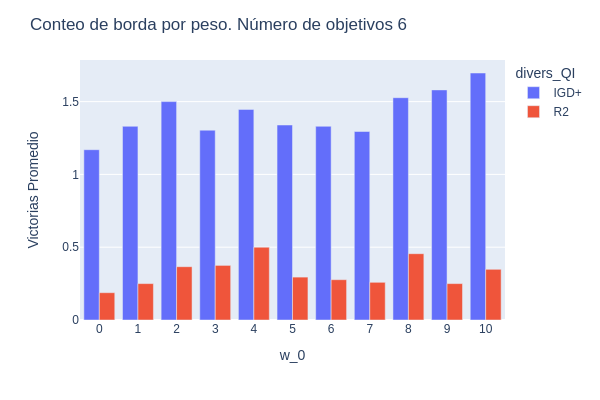 Conteo de borda por peso. Número de objetivos 6
divers_QI
IGD+
R2
Victorias Promedio
1.5
1
0.5
0
0 1 2 3 4 5 6 7 8 9 10
w_0